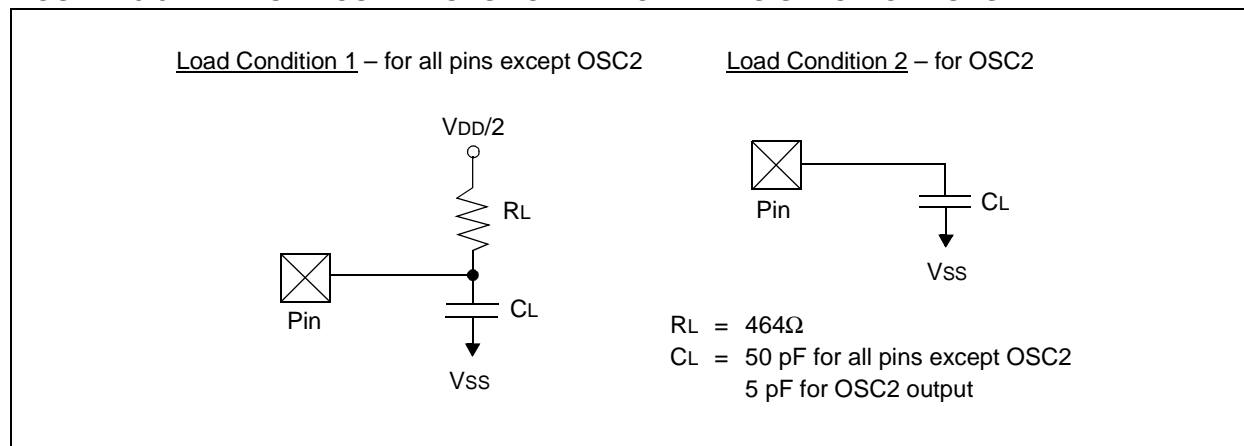 Load Condition 1 – for all pins except OSC2
VDD/2
RL
Pin
CL
VSS
Load Condition 2 – for OSC2
Pin
CL
VSS
RL = 464Ω
CL = 50 pF for all pins except OSC2
5 pF for OSC2 output